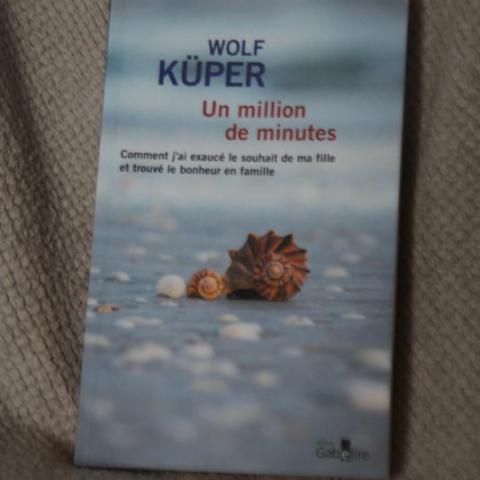 WOLF
KÜPER
Un million
de minutes
Comment j'ai exaucé le souhait de ma fille
et trouvé le bonheur en famille
Gabelire